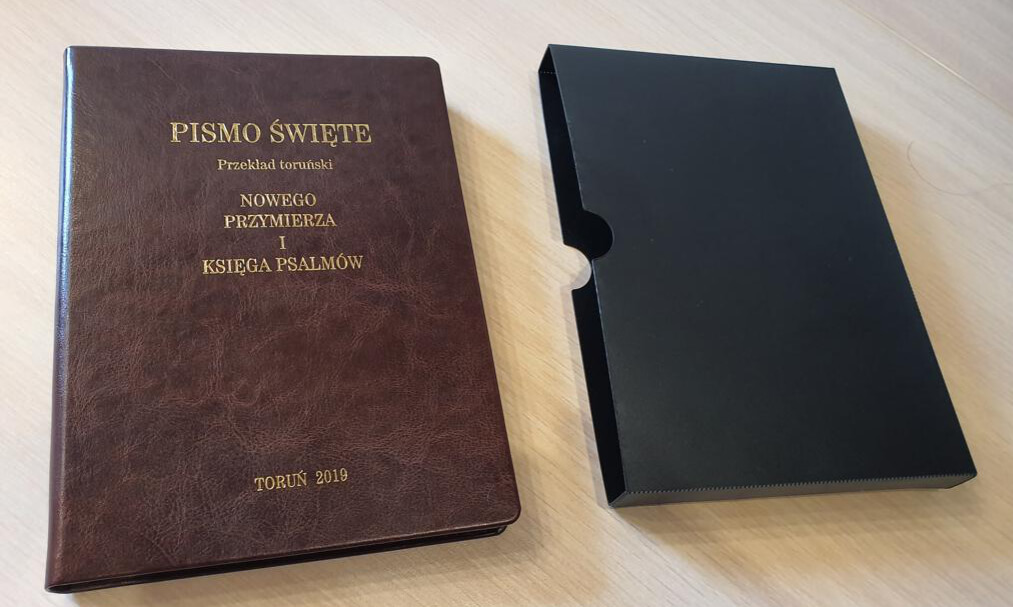 PISMO ŚWIĘTE
Przekład toruński
NOWEGO
PRZYMIERZA
I
KSIĘGA PSALMÓW
TORUŃ 2019